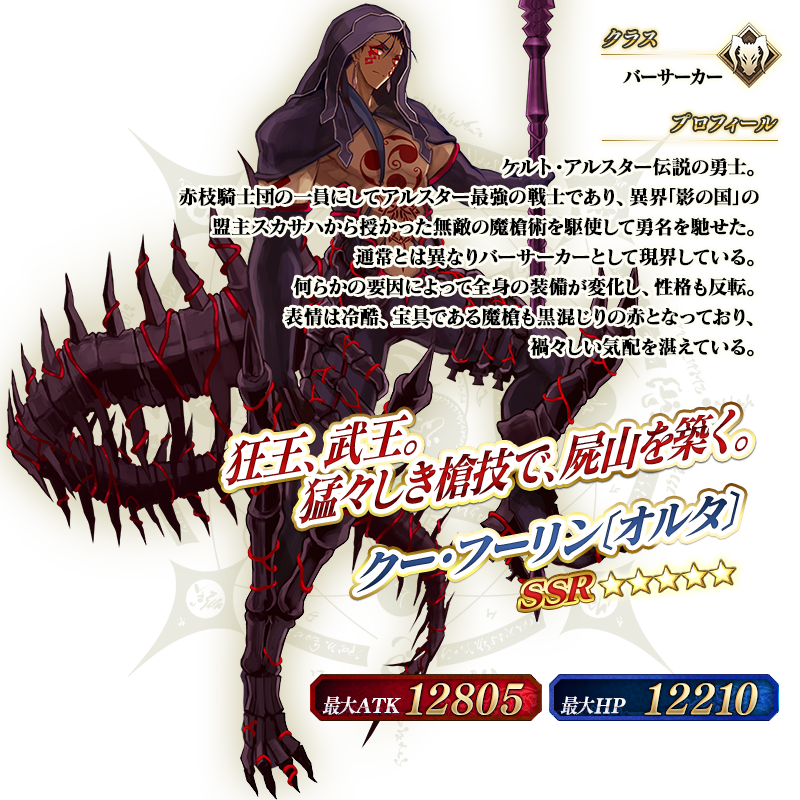 クラス
バーサーカー
プロフィール
ケルト・アルスター伝説の勇士。
赤枝騎士団の一員にしてアルスター最強の戦士であり、異界「影の国」の
盟主スカサハから授かった無敵の魔槍術を駆使して勇名を馳せた。
通常とは異なりバーサーカーとして現界している。
何らかの要因によって全身の装備が変化し、性格も反転。
表情は冷酷、宝具である魔槍も黒混じりの赤となっており、
禍々しい気配を湛えている。
狂王、武王。
猛々しき槍技で、屍山を築く。
クー・フーリン〔オルタ〕
SSR ☆☆☆☆☆
最大ATK 12805
最大HP 12210